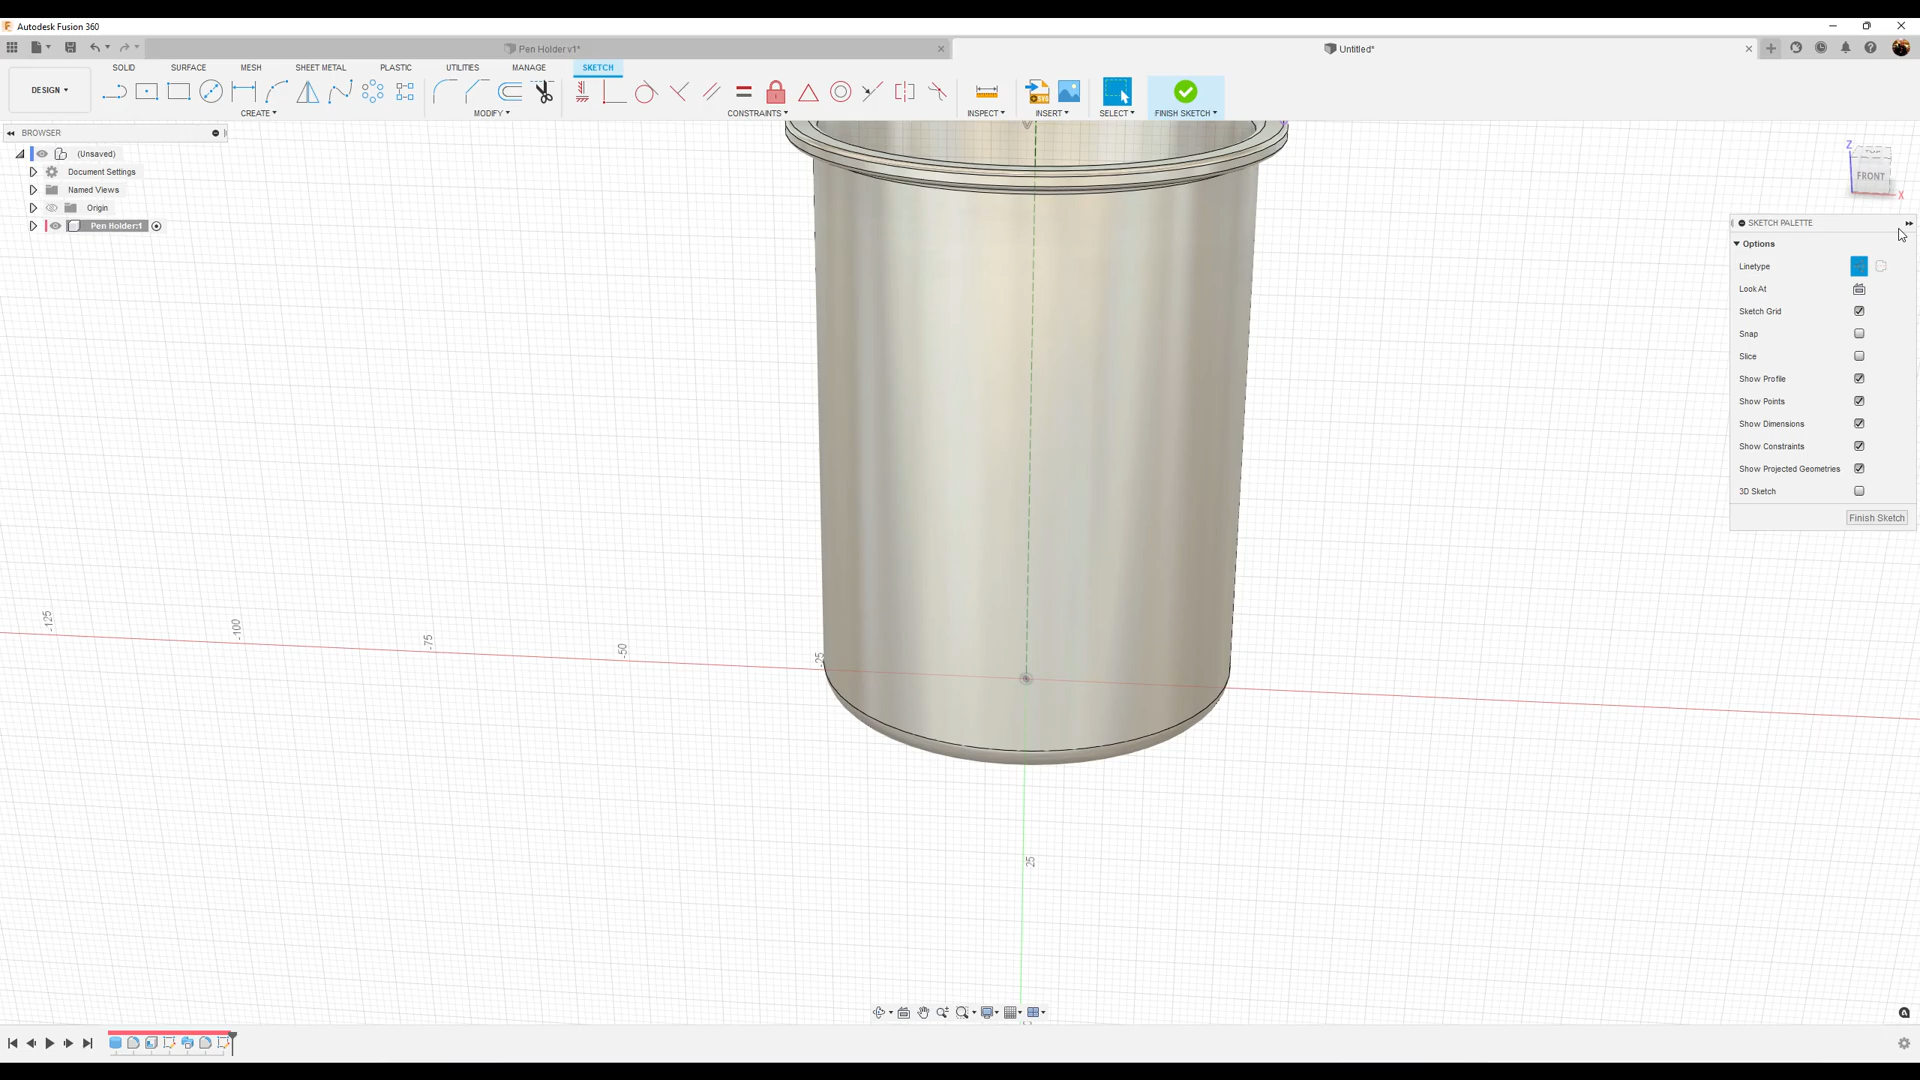 Autodesk Fusion 360
Pen Holder v1*
Untitled*
DESIGN
SOLID
SURFACE
MESH
SHEET METAL
PLASTIC
UTILITIES
MANAGE
SKETCH
CREATE
MODIFY
CONSTRAINTS
INSPECT
INSERT
SELECT
FINISH SKETCH
BROWSER
(Unsaved)
Document Settings
Named Views
Origin
Pen Holder:1
Z
TOP
FRONT
X
SKETCH PALETTE
Options
Linetype
Look At
Sketch Grid
Snap
Slice
Show Profile
Show Points
Show Dimensions
Show Constraints
Show Projected Geometries
3D Sketch
Finish Sketch
-125
-100
-75
-50
-25
25